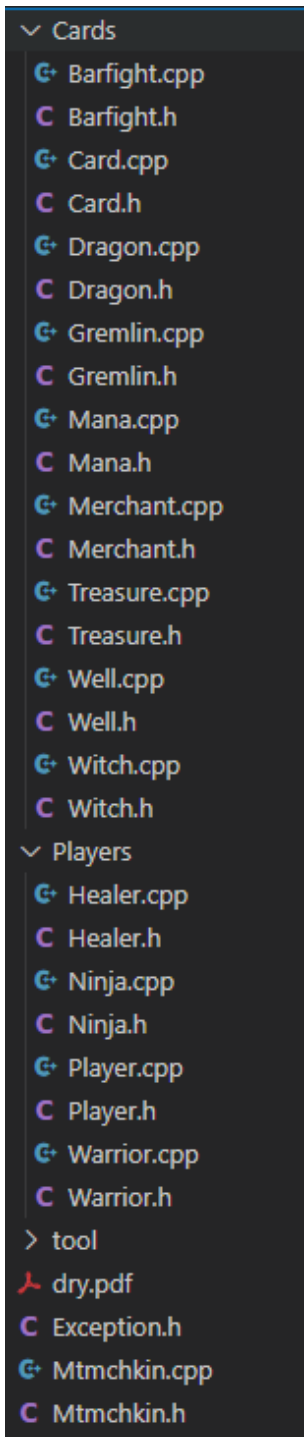 Cards
Barfight.cpp
C Barfight.h
Card.cpp
C Card.h
Dragon.cpp
C Dragon.h
Gremlin.cpp
C Gremlin.h
Mana.cpp
C Mana.h
Merchant.cpp
C Merchant.h
Treasure.cpp
C Treasure.h
Well.cpp
C Well.h
Witch.cpp
C Witch.h
Players
Healer.cpp
C Healer.h
Ninja.cpp
C Ninja.h
Player.cpp
C Player.h
Warrior.cpp
C Warrior.h
tool
dry.pdf
C Exception.h
Mtmchkin.cpp
C Mtmchkin.h